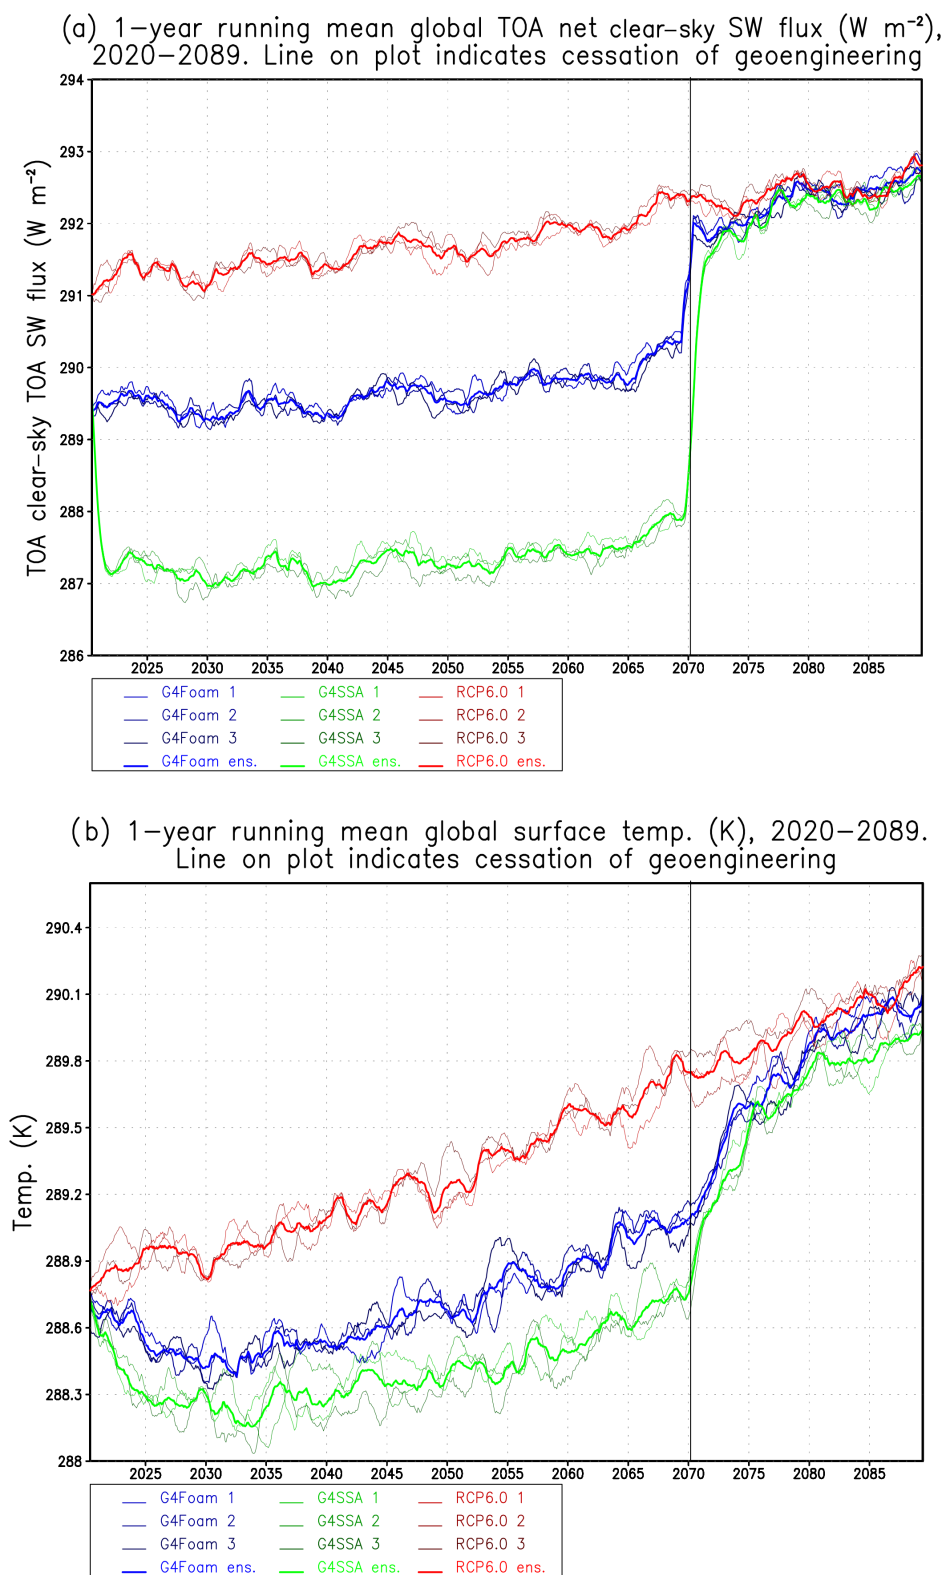 (a) 1−year running mean global TOA net clear−sky SW flux (W m⁻²),
2020−2089. Line on plot indicates cessation of geoengineering
TOA clear−sky TOA SW flux (W m⁻²)
294
293
292
291
290
289
288
287
286
2025 2030 2035 2040 2045 2050 2055 2060 2065 2070 2075 2080 2085
G4Foam 1 G4SSA 1 RCP6.0 1
G4Foam 2 G4SSA 2 RCP6.0 2
G4Foam 3 G4SSA 3 RCP6.0 3
G4Foam ens. G4SSA ens. RCP6.0 ens.
(b) 1−year running mean global surface temp. (K), 2020−2089.
Line on plot indicates cessation of geoengineering
Temp. (K)
290.4
290.1
289.8
289.5
289.2
288.9
288.6
288.3
288
2025 2030 2035 2040 2045 2050 2055 2060 2065 2070 2075 2080 2085
G4Foam 1 G4SSA 1 RCP6.0 1
G4Foam 2 G4SSA 2 RCP6.0 2
G4Foam 3 G4SSA 3 RCP6.0 3
G4Foam ens. G4SSA ens. RCP6.0 ens.